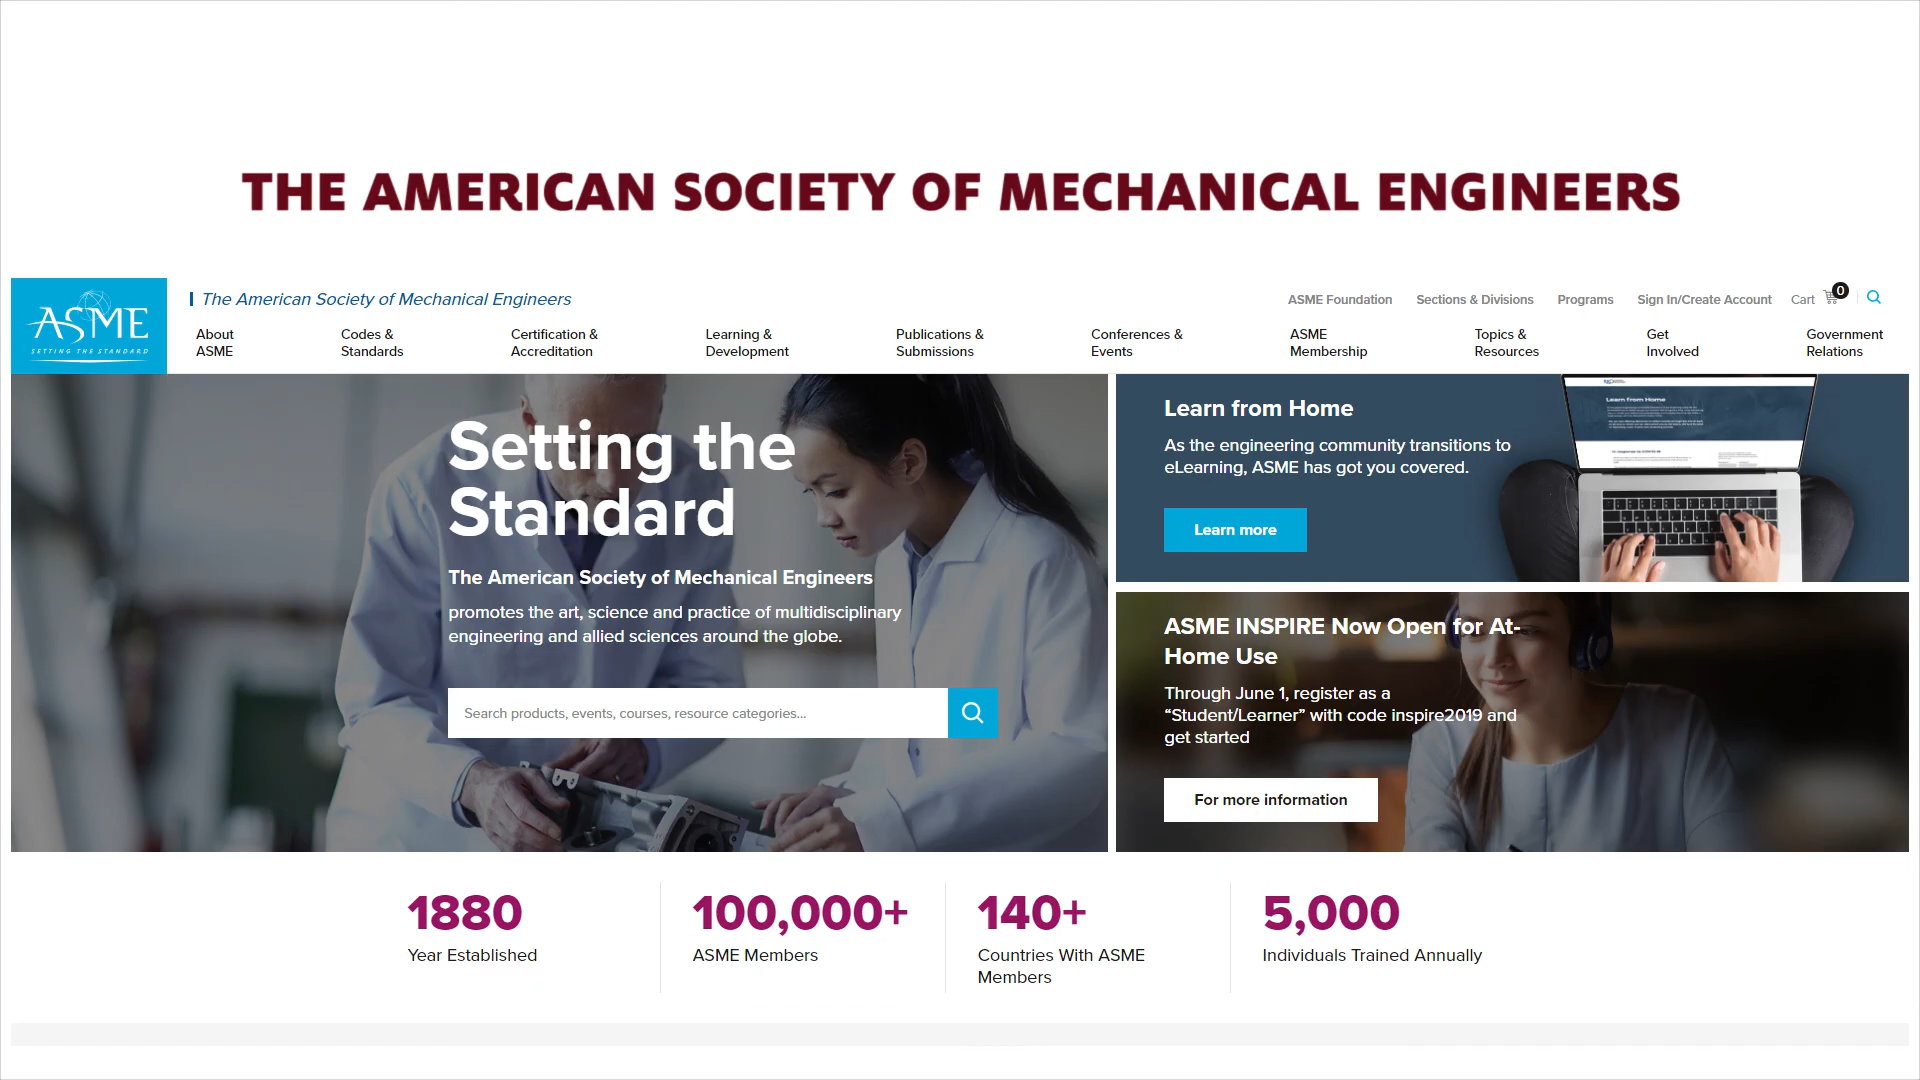 THE AMERICAN SOCIETY OF MECHANICAL ENGINEERS
ASME
SETTING THE STANDARD
The American Society of Mechanical Engineers
ASME Foundation
Sections & Divisions
Programs
Sign In/Create Account
Cart
0
About
ASME
Codes &
Standards
Certification &
Accreditation
Learning &
Development
Publications &
Submissions
Conferences &
Events
ASME
Membership
Topics &
Resources
Get
Involved
Government
Relations
Setting the
Standard
The American Society of Mechanical Engineers
promotes the art, science and practice of multidisciplinary
engineering and allied sciences around the globe.
Search products, events, courses, resource categories...
Learn from Home
As the engineering community transitions to
eLearning, ASME has got you covered.
Learn more
Learn from Home
ASME INSPIRE Now Open for At-
Home Use
Through June 1, register as a
“Student/Learner” with code inspire2019 and
get started
For more information
1880
Year Established
100,000+
ASME Members
140+
Countries With ASME
Members
5,000
Individuals Trained Annually